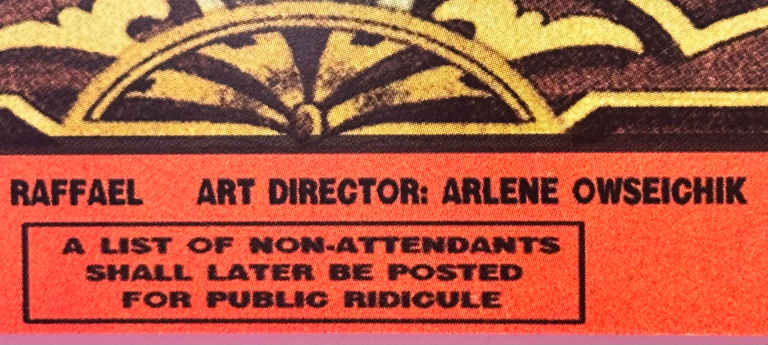 RAFFAEL ART DIRECTOR: ARLENE OWSEICHIK
A LIST OF NON-ATTENDANTS
SHALL LATER BE POSTED
FOR PUBLIC RIDICULE